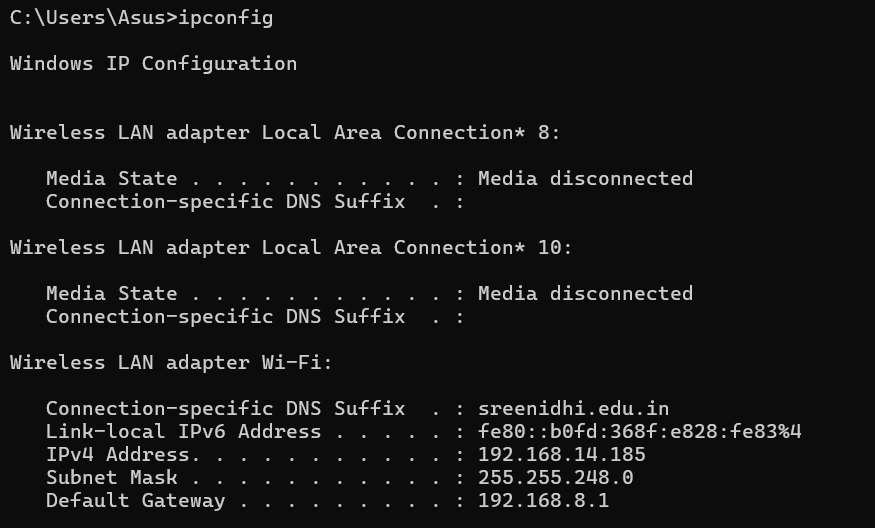 C:\Users\Asus>ipconfig
Windows IP Configuration
Wireless LAN adapter Local Area Connection* 8:
   Media State . . . . . . . . . . . : Media disconnected
   Connection-specific DNS Suffix  . :
Wireless LAN adapter Local Area Connection* 10:
   Media State . . . . . . . . . . . : Media disconnected
   Connection-specific DNS Suffix  . :
Wireless LAN adapter Wi-Fi:
   Connection-specific DNS Suffix  . : sreenidhi.edu.in
   Link-local IPv6 Address . . . . . : fe80::b0fd:368f:e828:fe83%4
   IPv4 Address. . . . . . . . . . . : 192.168.14.185
   Subnet Mask . . . . . . . . . . . : 255.255.248.0
   Default Gateway . . . . . . . . . : 192.168.8.1